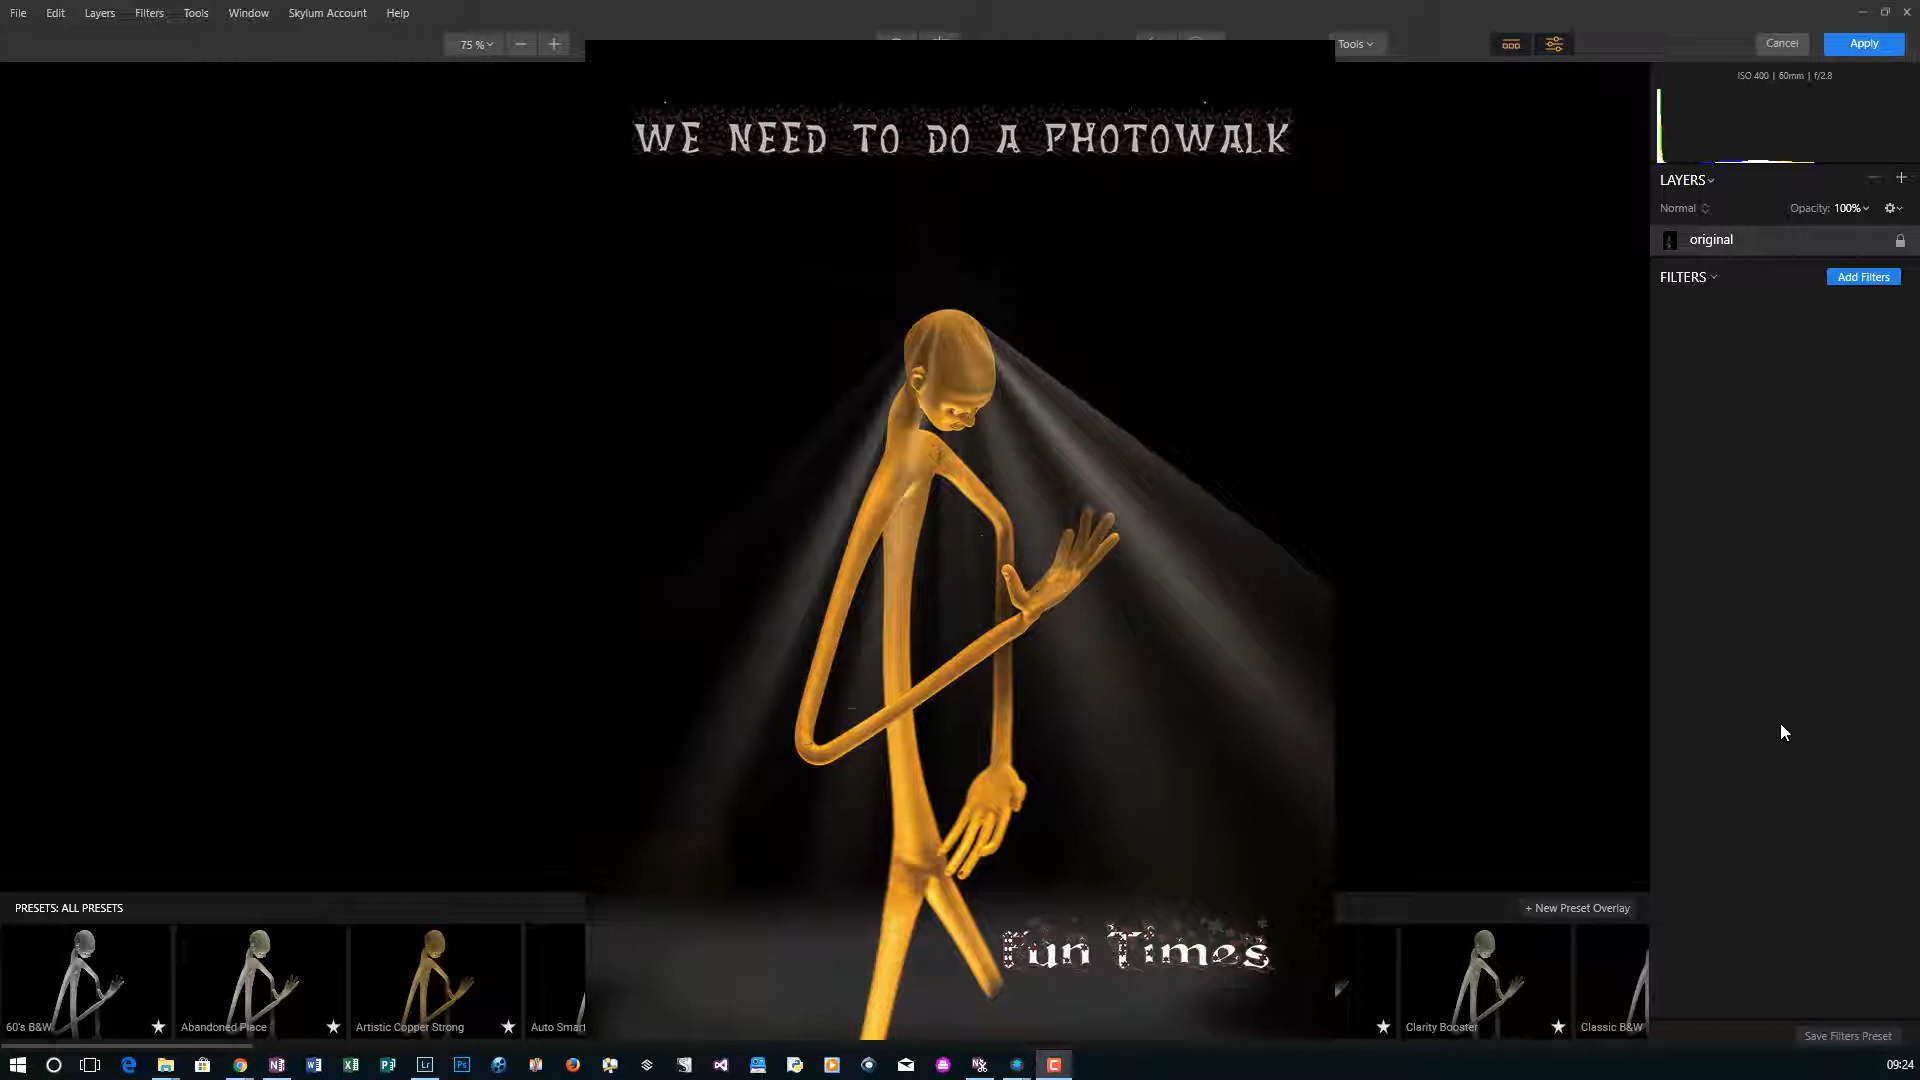 File Edit Layers Filters Tools Window Skylum Account Help
75 % Tools Cancel Apply
ISO 400 | 60mm | f/2.8
WE NEED TO DO A PHOTOWALK
LAYERS
Normal Opacity: 100%
original
FILTERS Add Filters
PRESETS: ALL PRESETS + New Preset Overlay
Fun Times
60's B&W Abandoned Place Artistic Copper Strong Auto Smart Clarity Booster Classic B&W
Save Filters Preset
Lr Ps
09:24